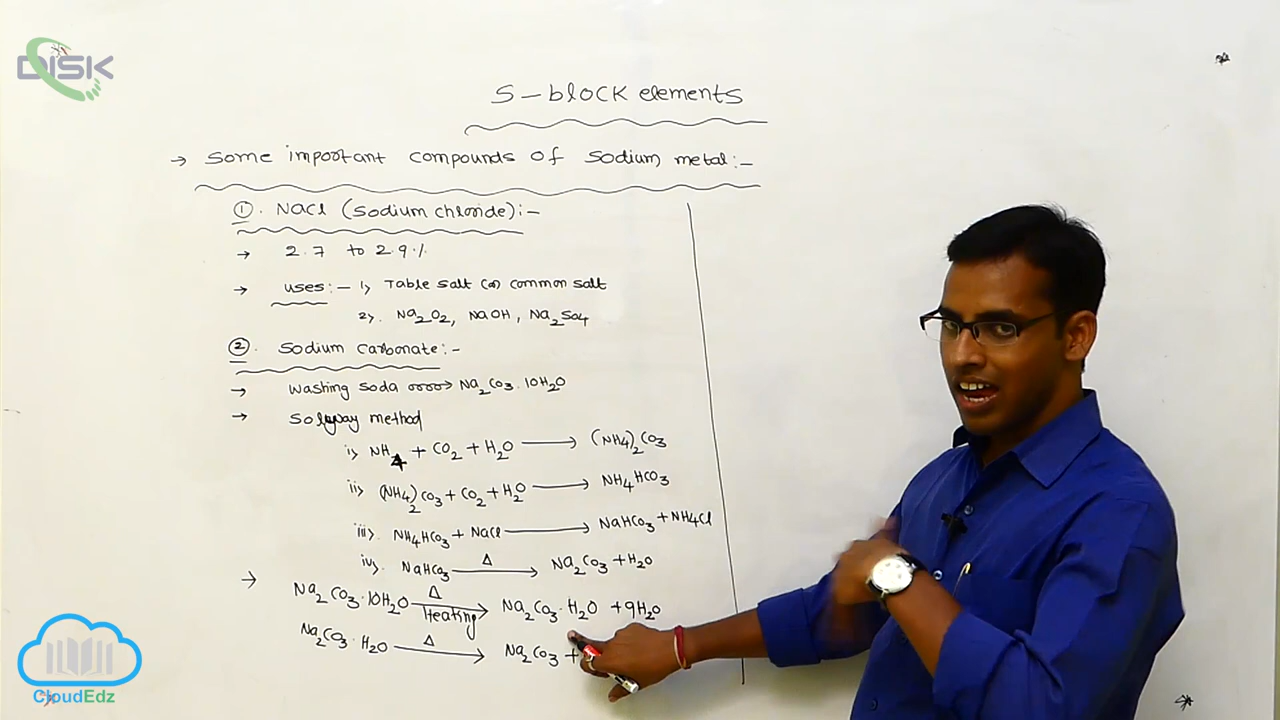 DISK
S-block elements
→ Some important compounds of Sodium metal:-
①. NaCl (Sodium chloride):-
→ 2.7 to 2.9%
→ uses:- 1) Table salt (or) common salt
2). Na2O2, NaOH, Na2SO4
②. Sodium carbonate:-
→ Washing soda → Na2CO3.10H2O
→ Solvay method
i) NH4 + CO2 + H2O → (NH4)2CO3
ii) (NH4)2CO3 + CO2 + H2O → NH4HCO3
iii). NH4HCO3 + NaCl → NaHCO3 + NH4Cl
iv). NaHCO3 Δ→ Na2CO3 + H2O
→ Na2CO3.10H2O Δ→ Heating Na2CO3.H2O + 9H2O
Na2CO3.H2O Δ→ Na2CO3 +
CloudEdz